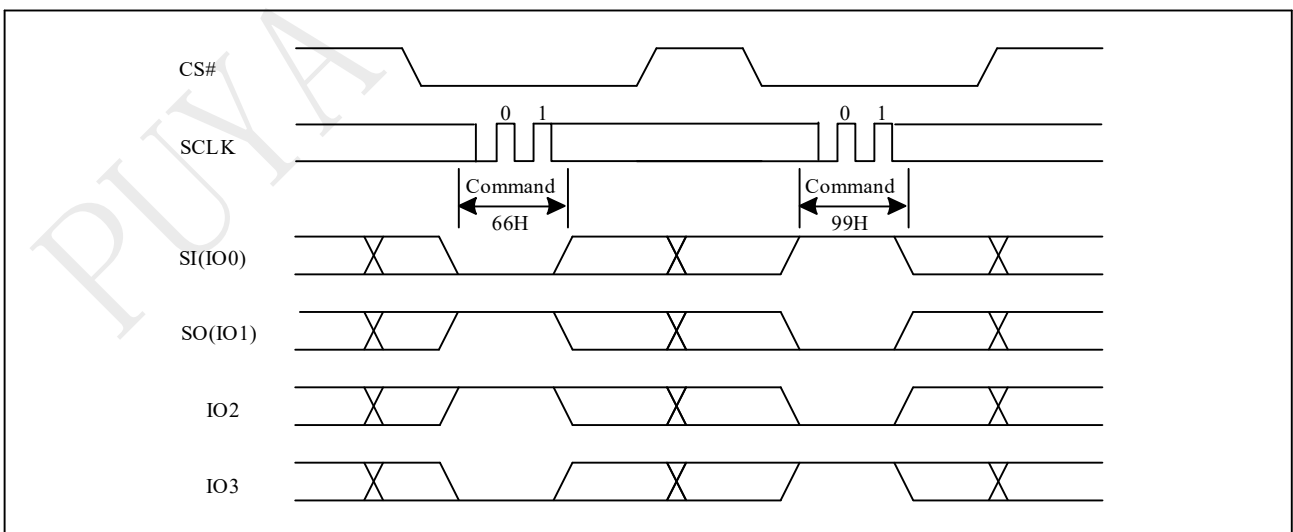 PUYA
CS#
0 1 0 1
SCLK
Command Command
66H 99H
SI(IO0)
SO(IO1)
IO2
IO3